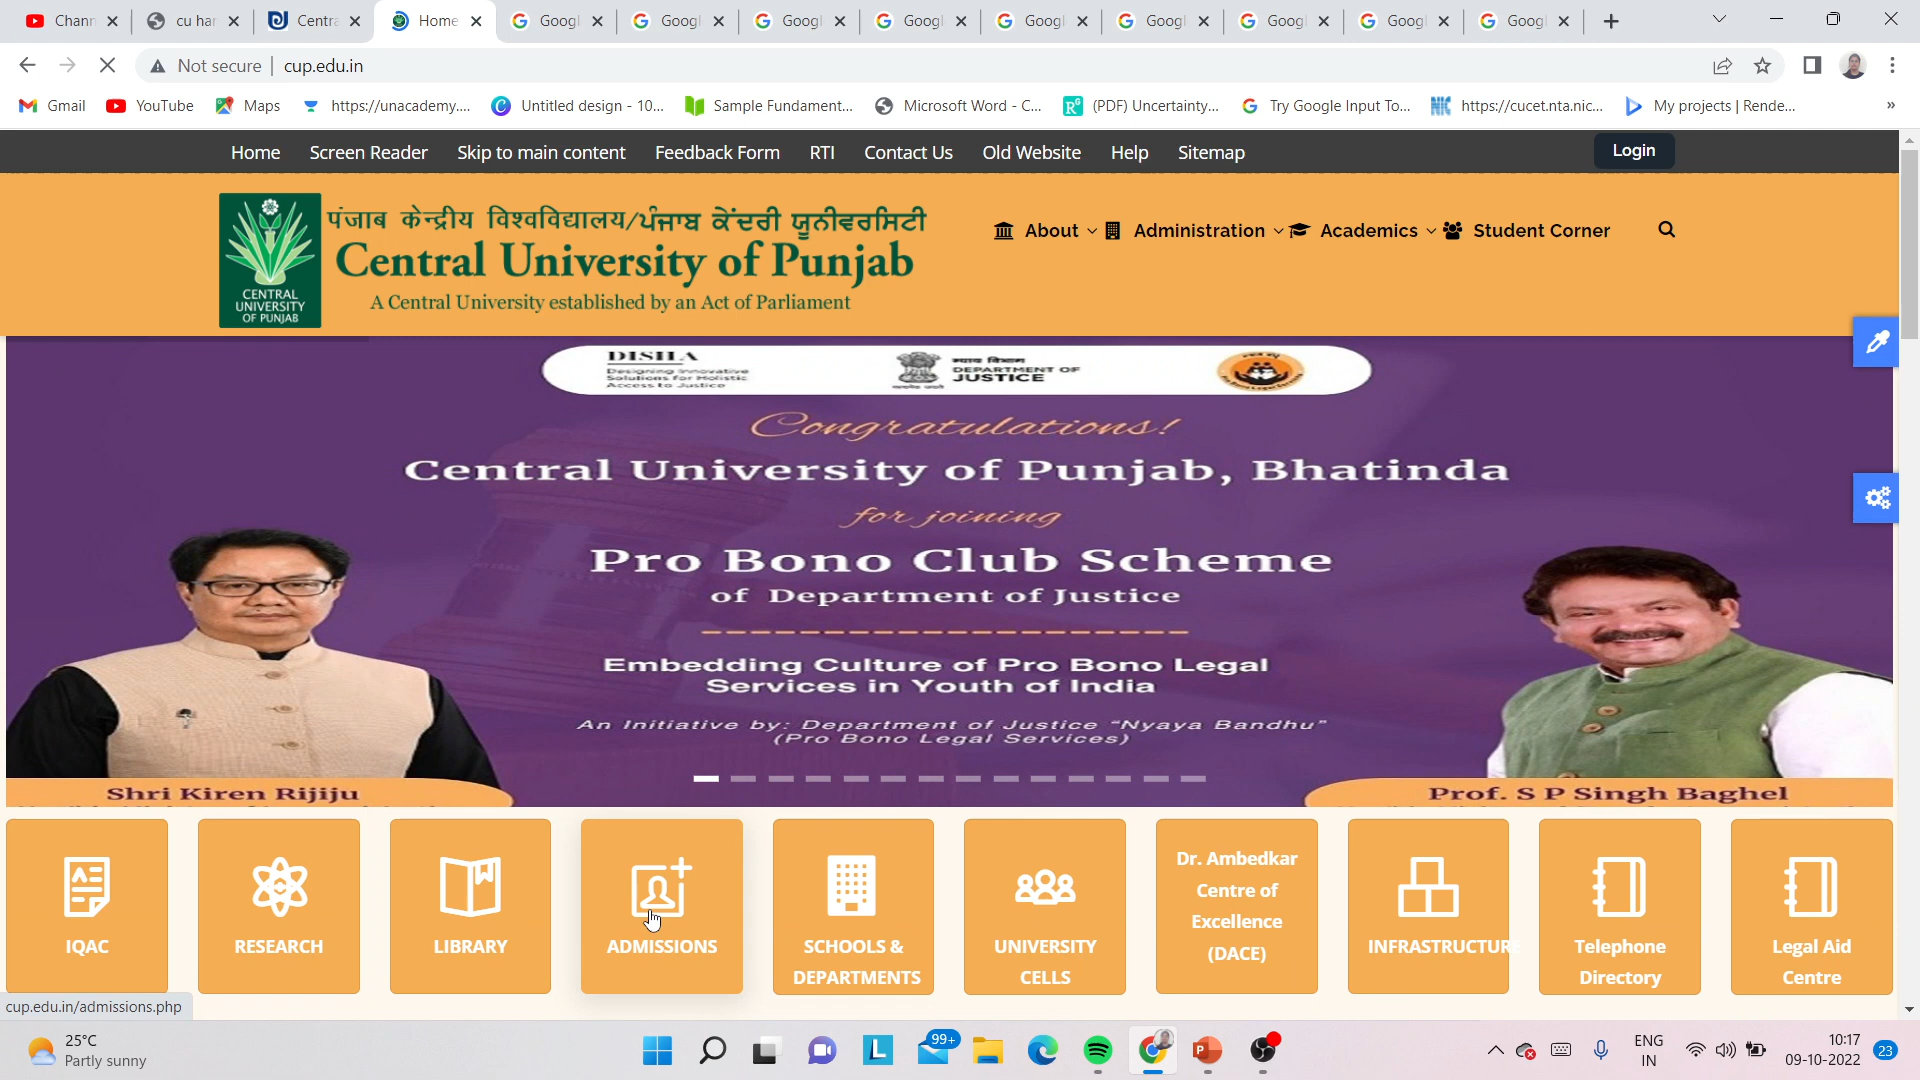 Chann
cu har
Centra
Home
Googl
Googl
Googl
Googl
Googl
Googl
Googl
Googl
Googl
Not secure
cup.edu.in
Gmail
YouTube
Maps
https://unacademy....
Untitled design - 10...
Sample Fundament...
Microsoft Word - C...
(PDF) Uncertainty...
Try Google Input To...
https://cucet.nta.nic...
My projects | Rende...
»
Home
Screen Reader
Skip to main content
Feedback Form
RTI
Contact Us
Old Website
Help
Sitemap
Login
पंजाब केन्द्रीय विश्वविद्यालय/ਪੰਜਾਬ ਕੇਂਦਰੀ ਯੂਨੀਵਰਸਿਟੀ
Central University of Punjab
A Central University established by an Act of Parliament
CENTRAL
UNIVERSITY
OF PUNJAB
About
Administration
Academics
Student Corner
DISHA
Designing Innovative
Solutions for Holistic
Access to Justice
न्याय विभाग
DEPARTMENT OF
JUSTICE
Congratulations!
Central University of Punjab, Bhatinda
for joining
Pro Bono Club Scheme
of Department of Justice
Embedding Culture of Pro Bono Legal
Services in Youth of India
An Initiative by: Department of Justice "Nyaya Bandhu"
(Pro Bono Legal Services)
Shri Kiren Rijiju
Prof. S P Singh Baghel
IQAC
RESEARCH
LIBRARY
ADMISSIONS
SCHOOLS &
DEPARTMENTS
UNIVERSITY
CELLS
Dr. Ambedkar
Centre of
Excellence
(DACE)
INFRASTRUCTURE
Telephone
Directory
Legal Aid
Centre
cup.edu.in/admissions.php
25°C
Partly sunny
99+
ENG
IN
10:17
09-10-2022
23